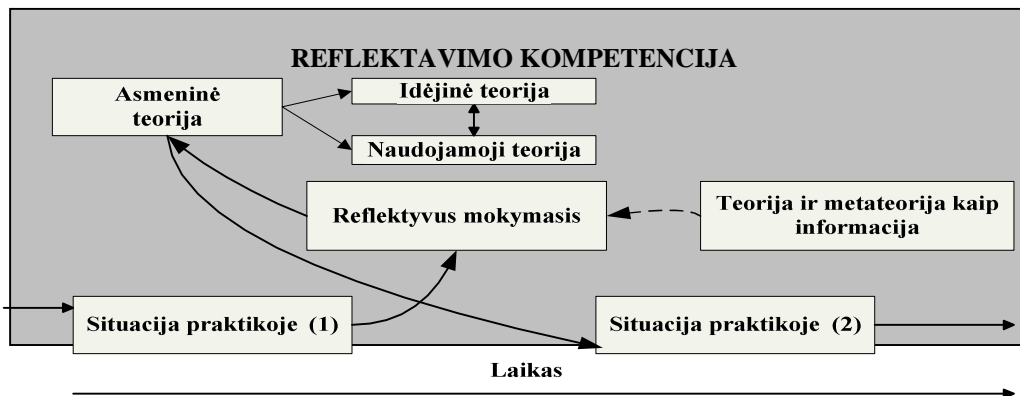 REFLEKTAVIMO KOMPETENCIJA
Asmeninė
teorija
Idėjinė teorija
Naudojamoji teorija
Reflektyvus mokymasis
Teorija ir metateorija kaip
informacija
Situacija praktikoje (1)
Situacija praktikoje (2)
Laikas